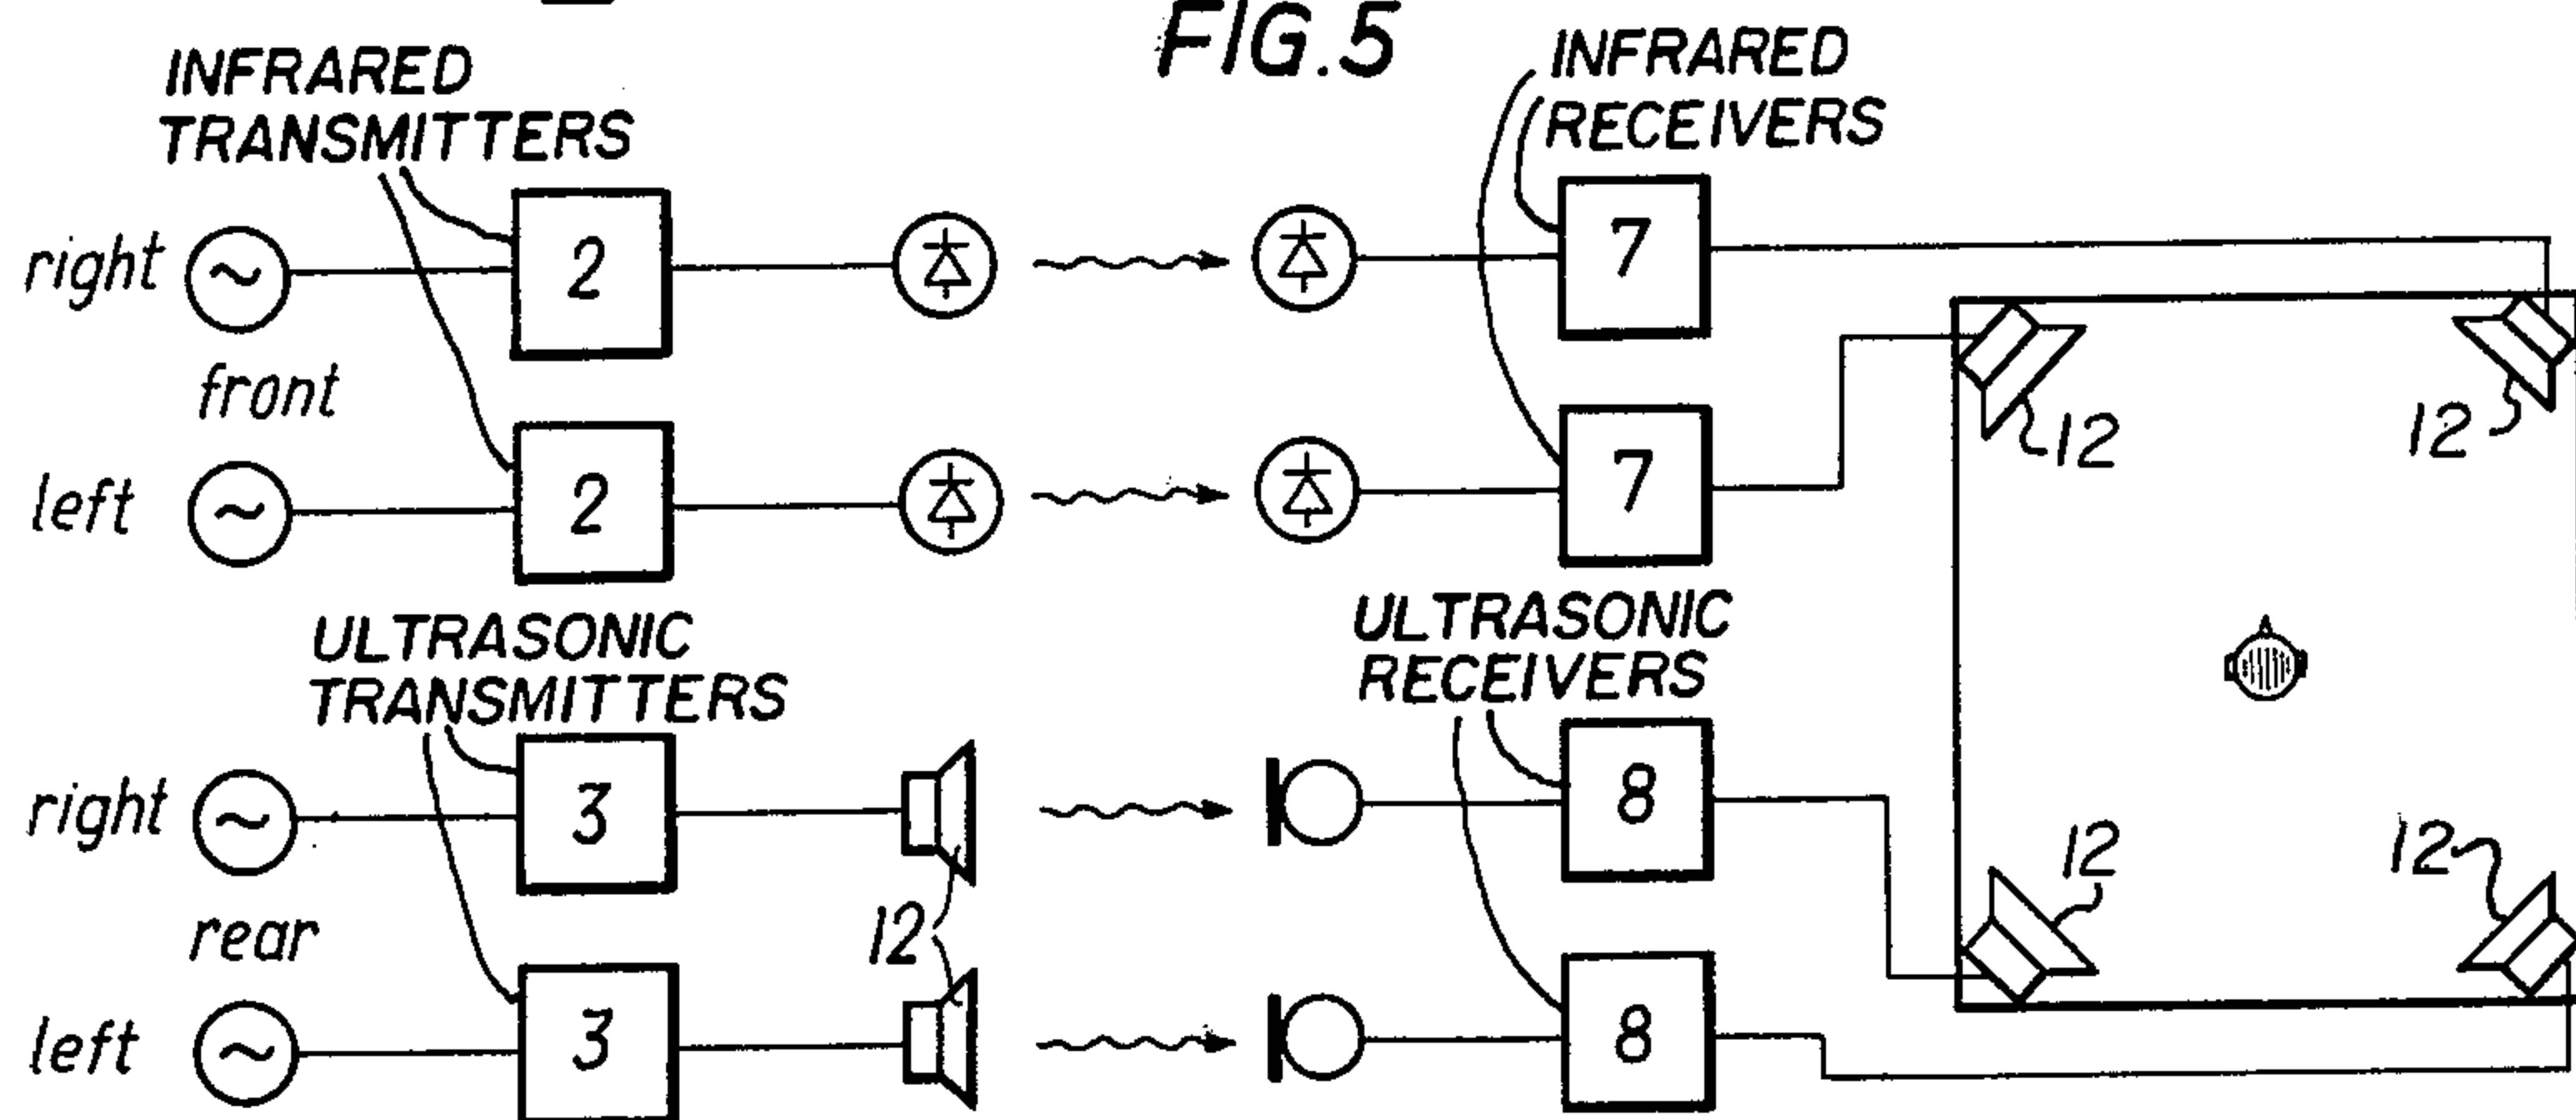 FIG.5
INFRARED
TRANSMITTERS
INFRARED
RECEIVERS
right
2
7
front
12
12
left
2
7
ULTRASONIC
TRANSMITTERS
ULTRASONIC
RECEIVERS
right
3
8
12
12
rear
12
left
3
8